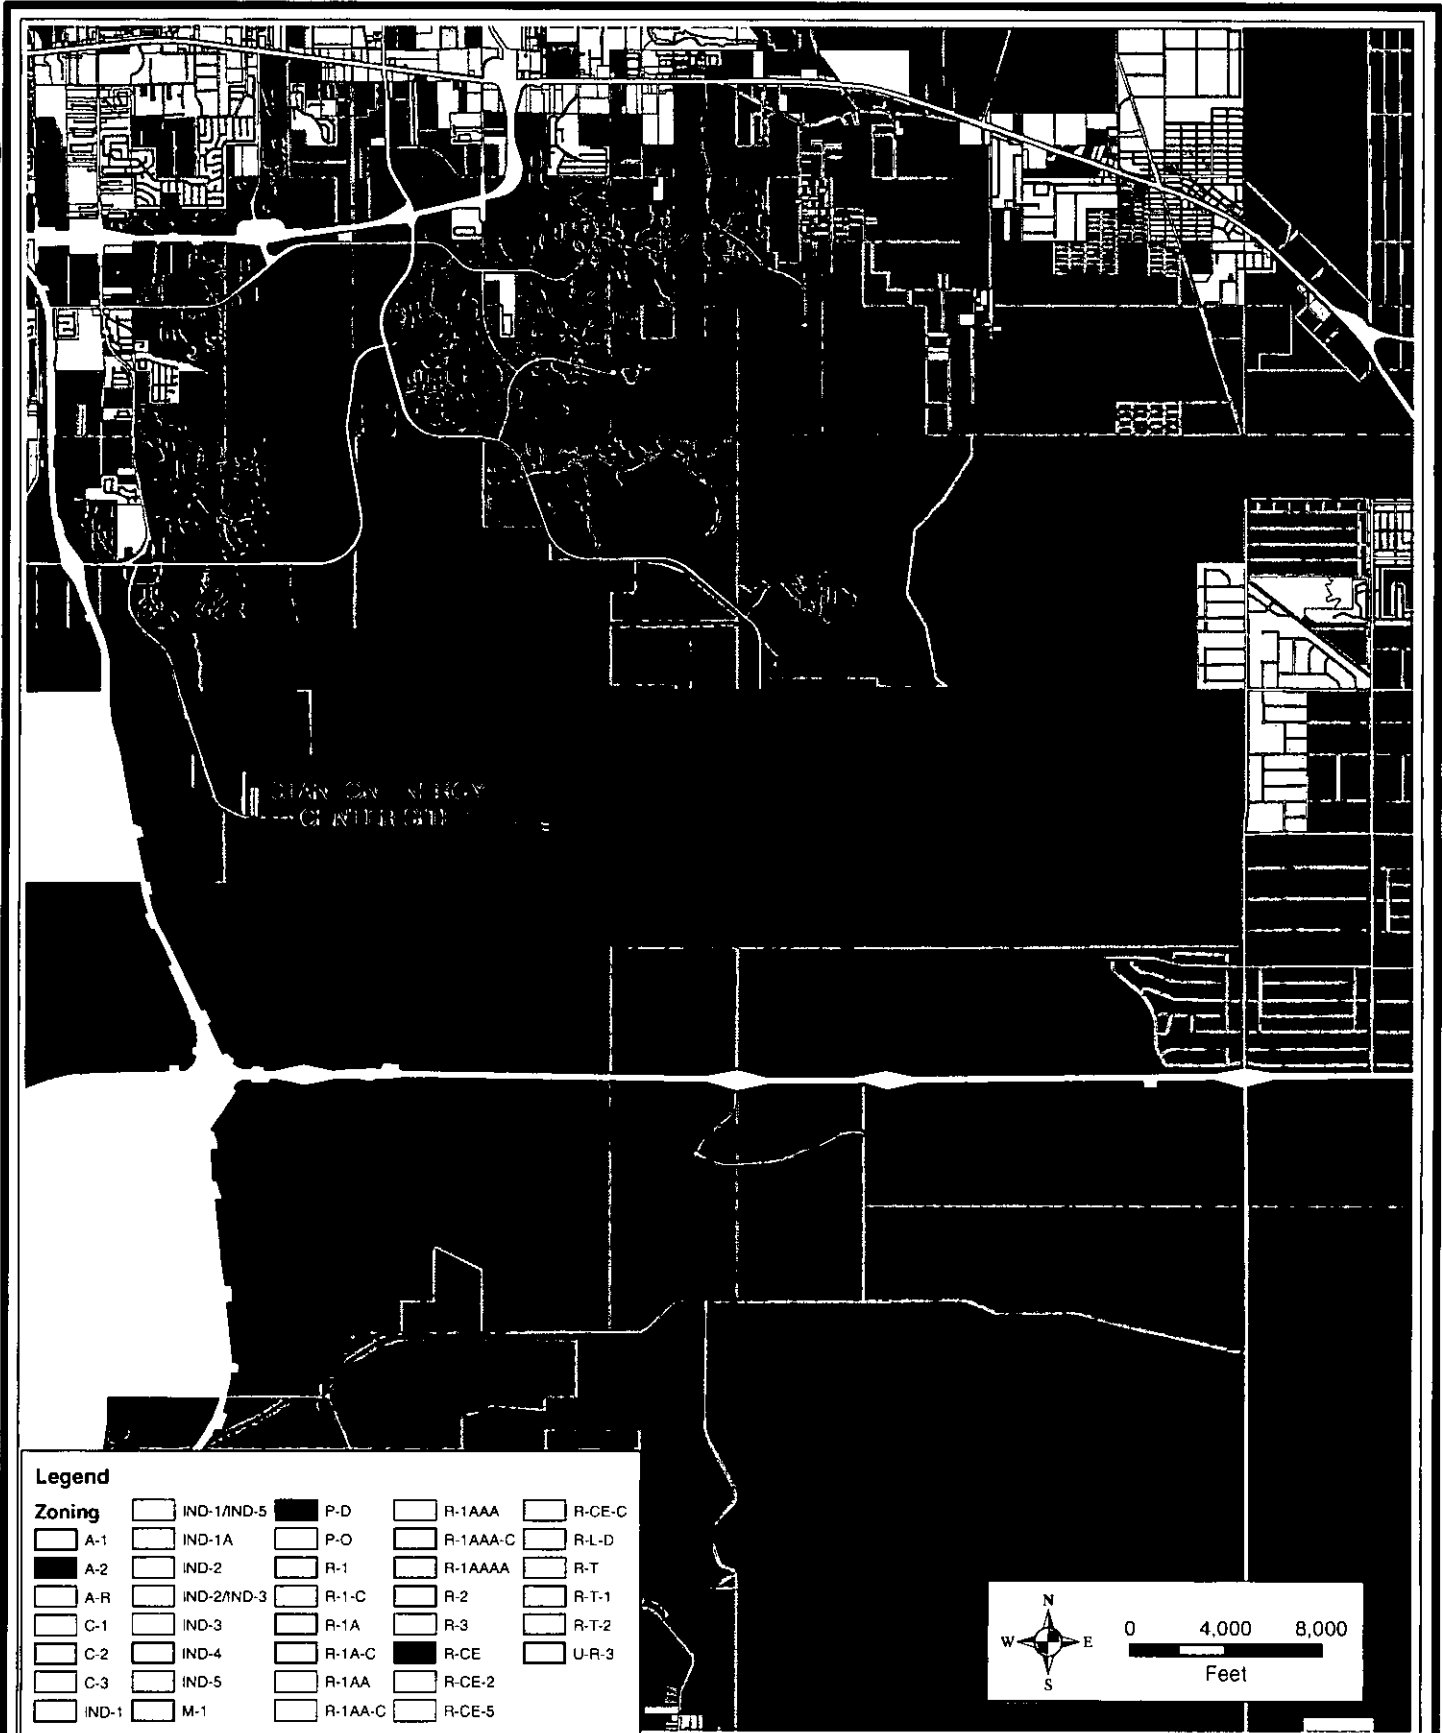 CENTER SITE
Legend
Zoning
A-1
A-2
A-R
C-1
C-2
C-3
IND-1
IND-1/IND-5
IND-1A
IND-2
IND-2/IND-3
IND-3
IND-4
IND-5
M-1
P-D
P-O
R-1
R-1-C
R-1A
R-1A-C
R-1AA
R-1AA-C
R-1AAA
R-1AAA-C
R-1AAAA
R-2
R-3
R-CE
R-CE-2
R-CE-5
R-CE-C
R-L-D
R-T
R-T-1
R-T-2
U-R-3
N
W E
S
0 4,000 8,000
Feet